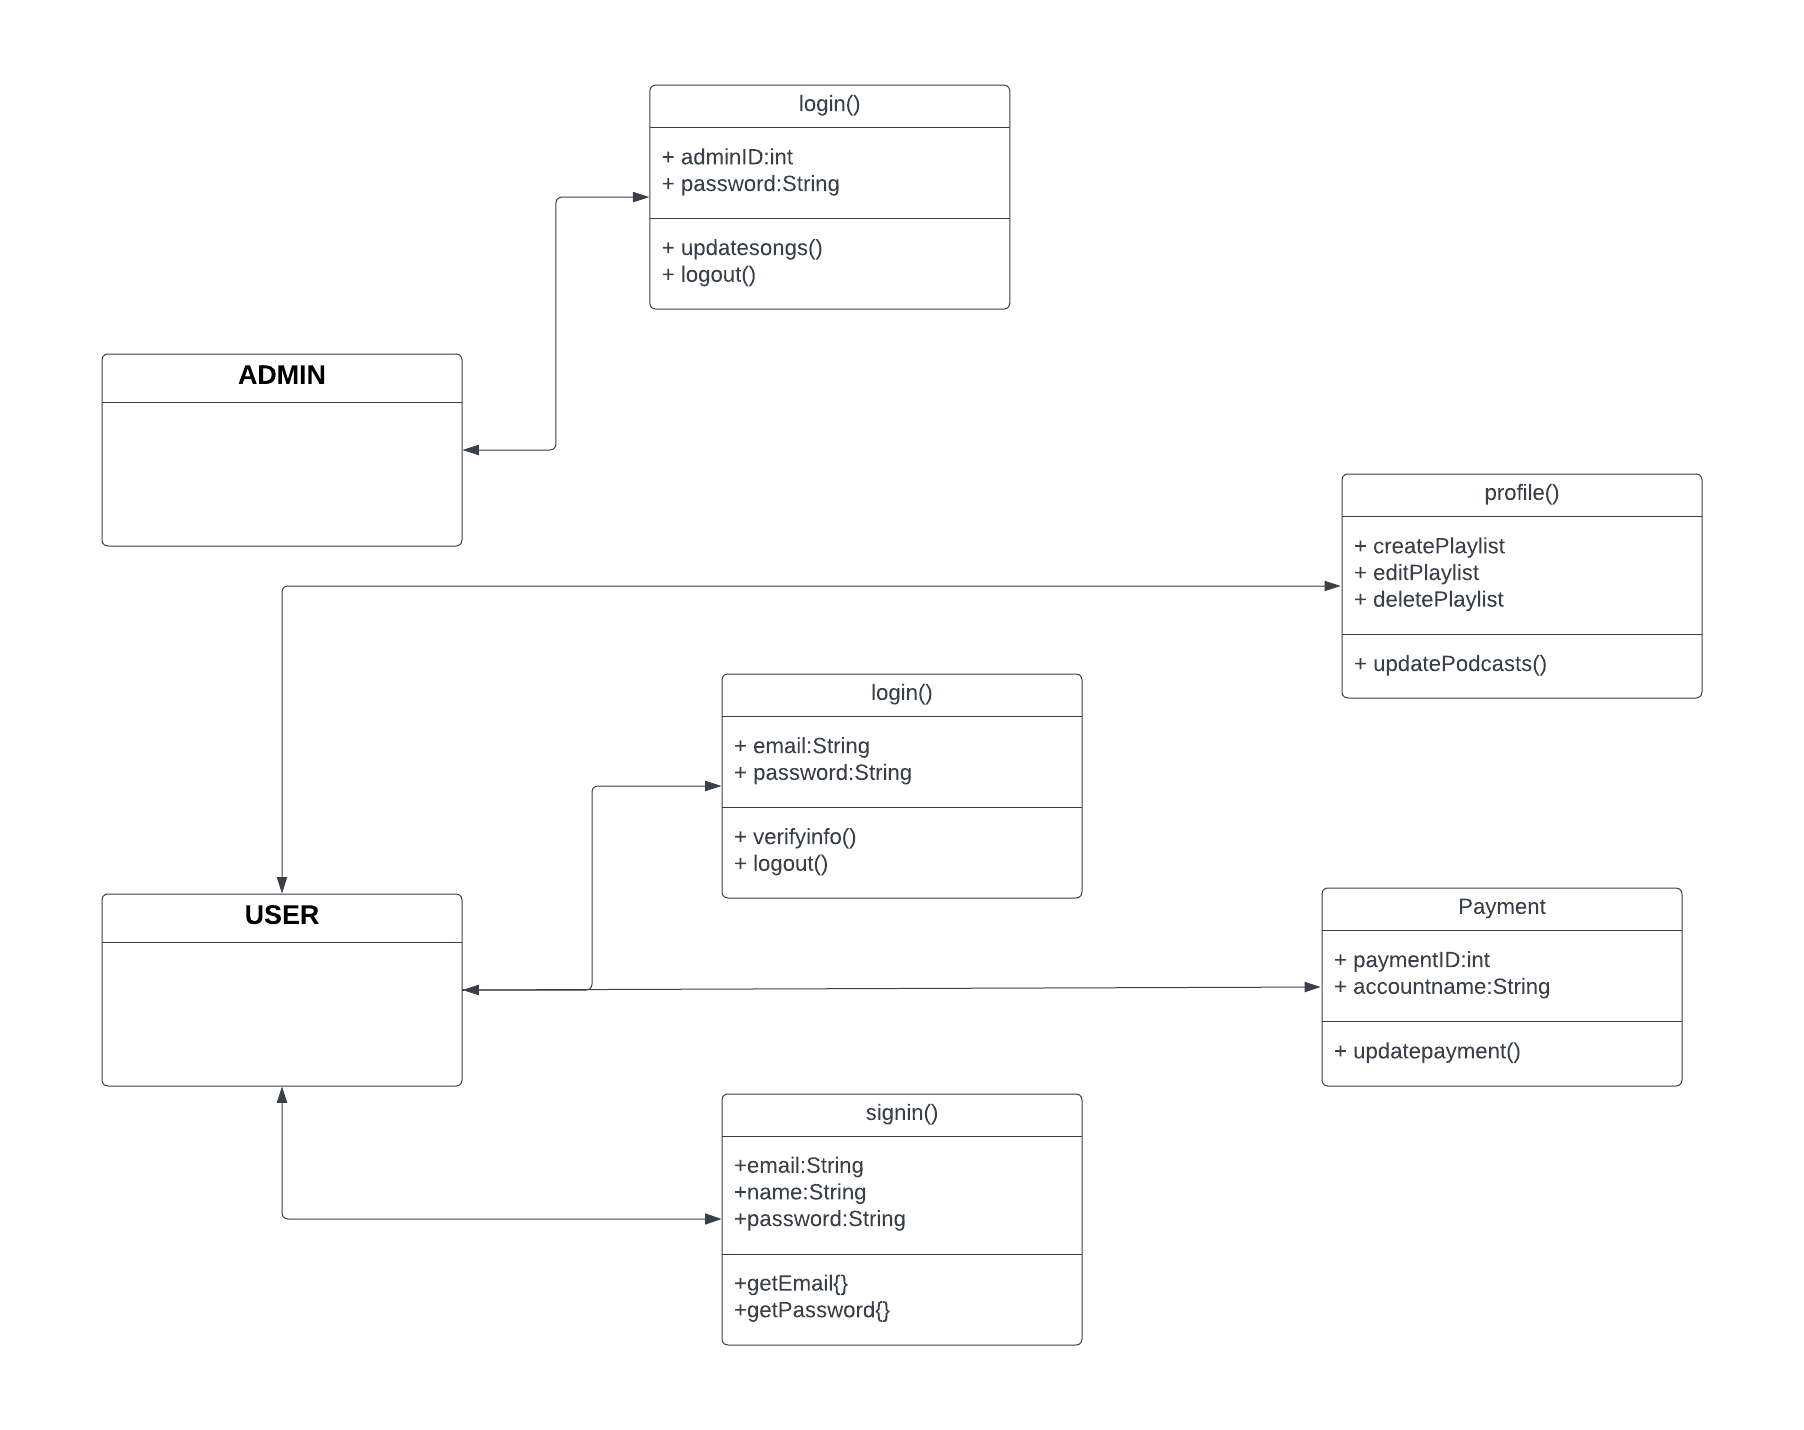 login()
+ adminID:int
+ password:String
+ updatesongs()
+ logout()
ADMIN
profile()
+ createPlaylist
+ editPlaylist
+ deletePlaylist
+ updatePodcasts()
login()
+ email:String
+ password:String
+ verifyinfo()
+ logout()
USER
Payment
+ paymentID:int
+ accountname:String
+ updatepayment()
signin()
+email:String
+name:String
+password:String
+getEmail{}
+getPassword{}